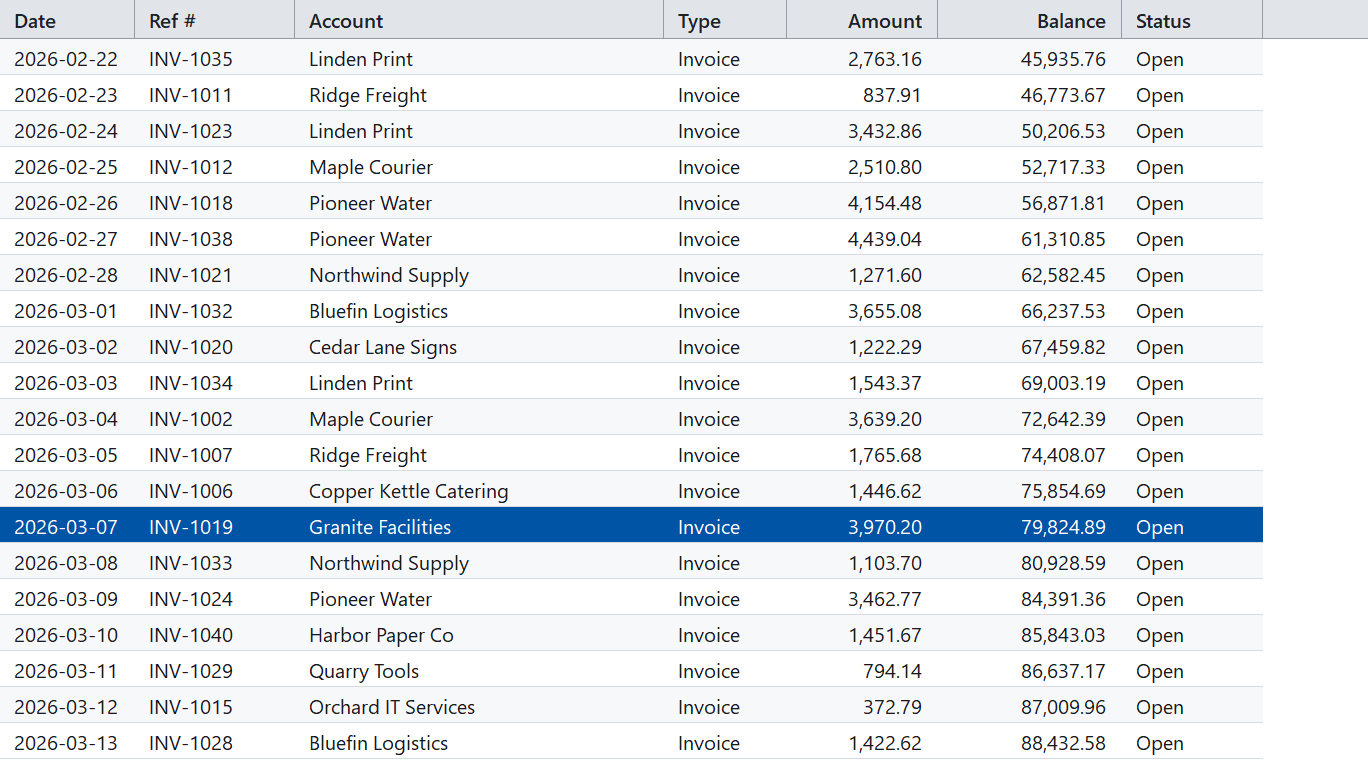 Date Ref # Account Type Amount Balance Status
2026-02-22 INV-1035 Linden Print Invoice 2,763.16 45,935.76 Open
2026-02-23 INV-1011 Ridge Freight Invoice 837.91 46,773.67 Open
2026-02-24 INV-1023 Linden Print Invoice 3,432.86 50,206.53 Open
2026-02-25 INV-1012 Maple Courier Invoice 2,510.80 52,717.33 Open
2026-02-26 INV-1018 Pioneer Water Invoice 4,154.48 56,871.81 Open
2026-02-27 INV-1038 Pioneer Water Invoice 4,439.04 61,310.85 Open
2026-02-28 INV-1021 Northwind Supply Invoice 1,271.60 62,582.45 Open
2026-03-01 INV-1032 Bluefin Logistics Invoice 3,655.08 66,237.53 Open
2026-03-02 INV-1020 Cedar Lane Signs Invoice 1,222.29 67,459.82 Open
2026-03-03 INV-1034 Linden Print Invoice 1,543.37 69,003.19 Open
2026-03-04 INV-1002 Maple Courier Invoice 3,639.20 72,642.39 Open
2026-03-05 INV-1007 Ridge Freight Invoice 1,765.68 74,408.07 Open
2026-03-06 INV-1006 Copper Kettle Catering Invoice 1,446.62 75,854.69 Open
2026-03-07 INV-1019 Granite Facilities Invoice 3,970.20 79,824.89 Open
2026-03-08 INV-1033 Northwind Supply Invoice 1,103.70 80,928.59 Open
2026-03-09 INV-1024 Pioneer Water Invoice 3,462.77 84,391.36 Open
2026-03-10 INV-1040 Harbor Paper Co Invoice 1,451.67 85,843.03 Open
2026-03-11 INV-1029 Quarry Tools Invoice 794.14 86,637.17 Open
2026-03-12 INV-1015 Orchard IT Services Invoice 372.79 87,009.96 Open
2026-03-13 INV-1028 Bluefin Logistics Invoice 1,422.62 88,432.58 Open